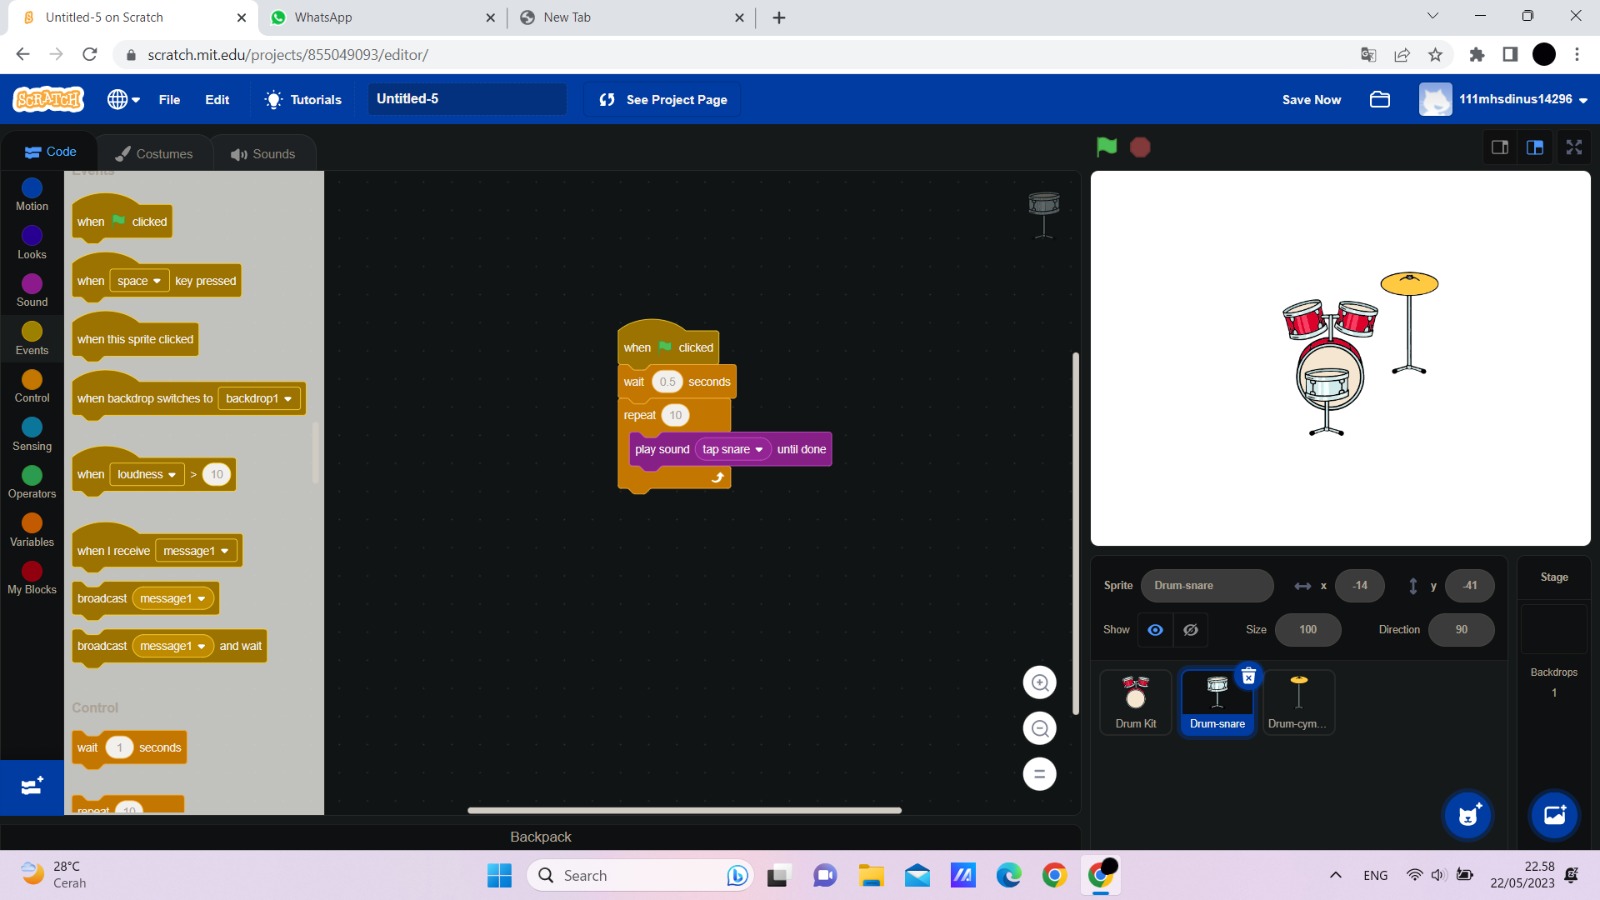 Untitled-5 on Scratch
WhatsApp
New Tab
scratch.mit.edu/projects/855049093/editor/
SCRATCH
File
Edit
Tutorials
Untitled-5
See Project Page
Save Now
111mhsdinus14296
Code
Costumes
Sounds
Motion
Looks
Sound
Events
Control
Sensing
Operators
Variables
My Blocks
Events
when clicked
when space key pressed
when this sprite clicked
when backdrop switches to backdrop1
when loudness > 10
when I receive message1
broadcast message1
broadcast message1 and wait
Control
wait 1 seconds
repeat 10
when clicked
wait 0.5 seconds
repeat 10
play sound tap snare until done
Backpack
Sprite Drum-snare x -14 y -41
Show Size 100 Direction 90
Drum Kit
Drum-snare
Drum-cym...
Stage
Backdrops
1
28°C
Cerah
Search
ENG
22.58
22/05/2023